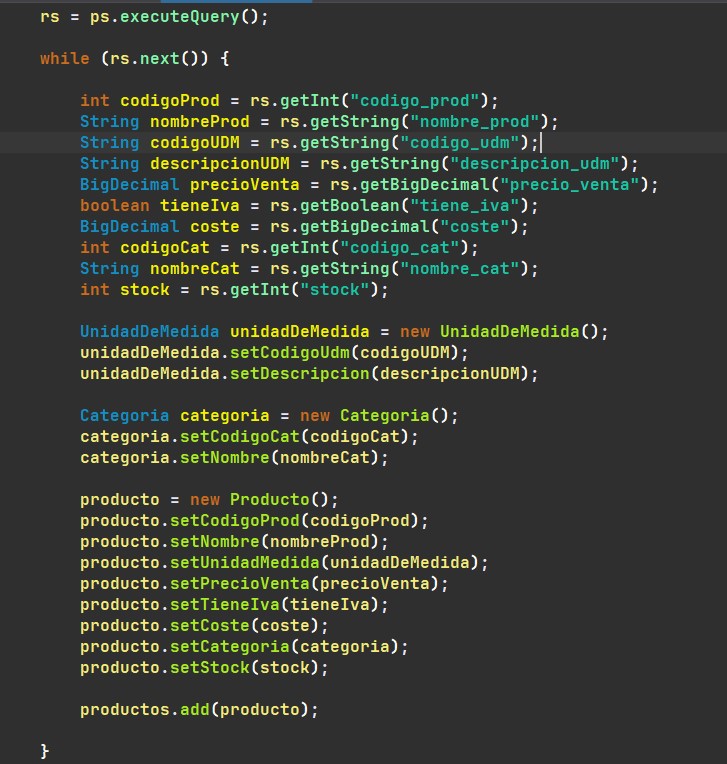 rs = ps.executeQuery();
while (rs.next()) {
int codigoProd = rs.getInt("codigo_prod");
String nombreProd = rs.getString("nombre_prod");
String codigoUDM = rs.getString("codigo_udm");
String descripcionUDM = rs.getString("descripcion_udm");
BigDecimal precioVenta = rs.getBigDecimal("precio_venta");
boolean tieneIva = rs.getBoolean("tiene_iva");
BigDecimal coste = rs.getBigDecimal("coste");
int codigoCat = rs.getInt("codigo_cat");
String nombreCat = rs.getString("nombre_cat");
int stock = rs.getInt("stock");
UnidadDeMedida unidadDeMedida = new UnidadDeMedida();
unidadDeMedida.setCodigoUdm(codigoUDM);
unidadDeMedida.setDescripcion(descripcionUDM);
Categoria categoria = new Categoria();
categoria.setCodigoCat(codigoCat);
categoria.setNombre(nombreCat);
producto = new Producto();
producto.setCodigoProd(codigoProd);
producto.setNombre(nombreProd);
producto.setUnidadMedida(unidadDeMedida);
producto.setPrecioVenta(precioVenta);
producto.setTieneIva(tieneIva);
producto.setCoste(coste);
producto.setCategoria(categoria);
producto.setStock(stock);
productos.add(producto);
}